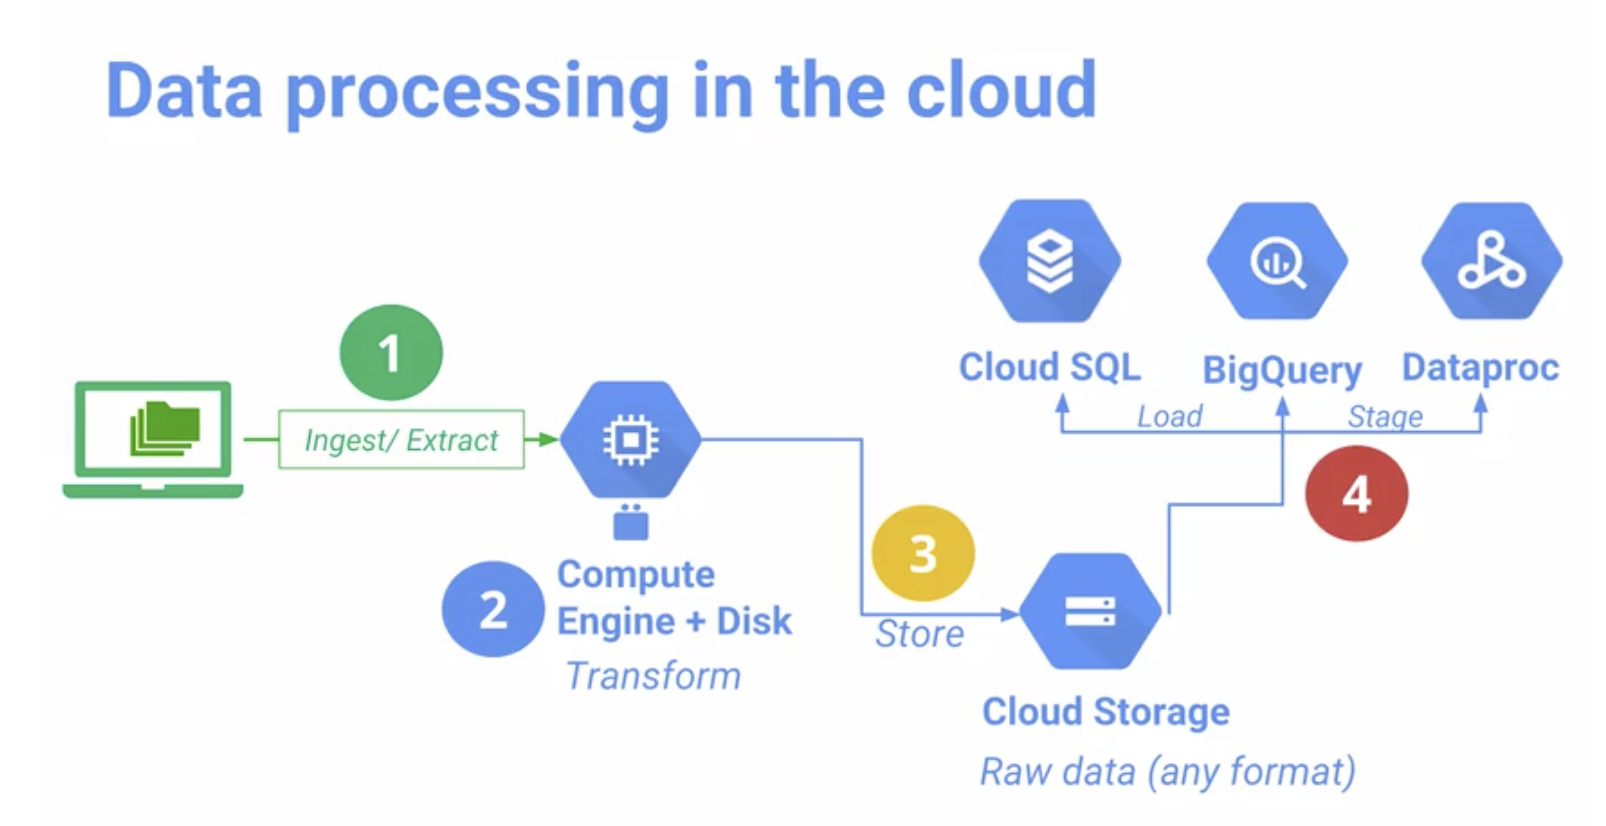 Data processing in the cloud
1
Ingest/ Extract
2
Compute
Engine + Disk
Transform
3
Store
Cloud Storage
Raw data (any format)
4
Load
Stage
Cloud SQL
BigQuery
Dataproc